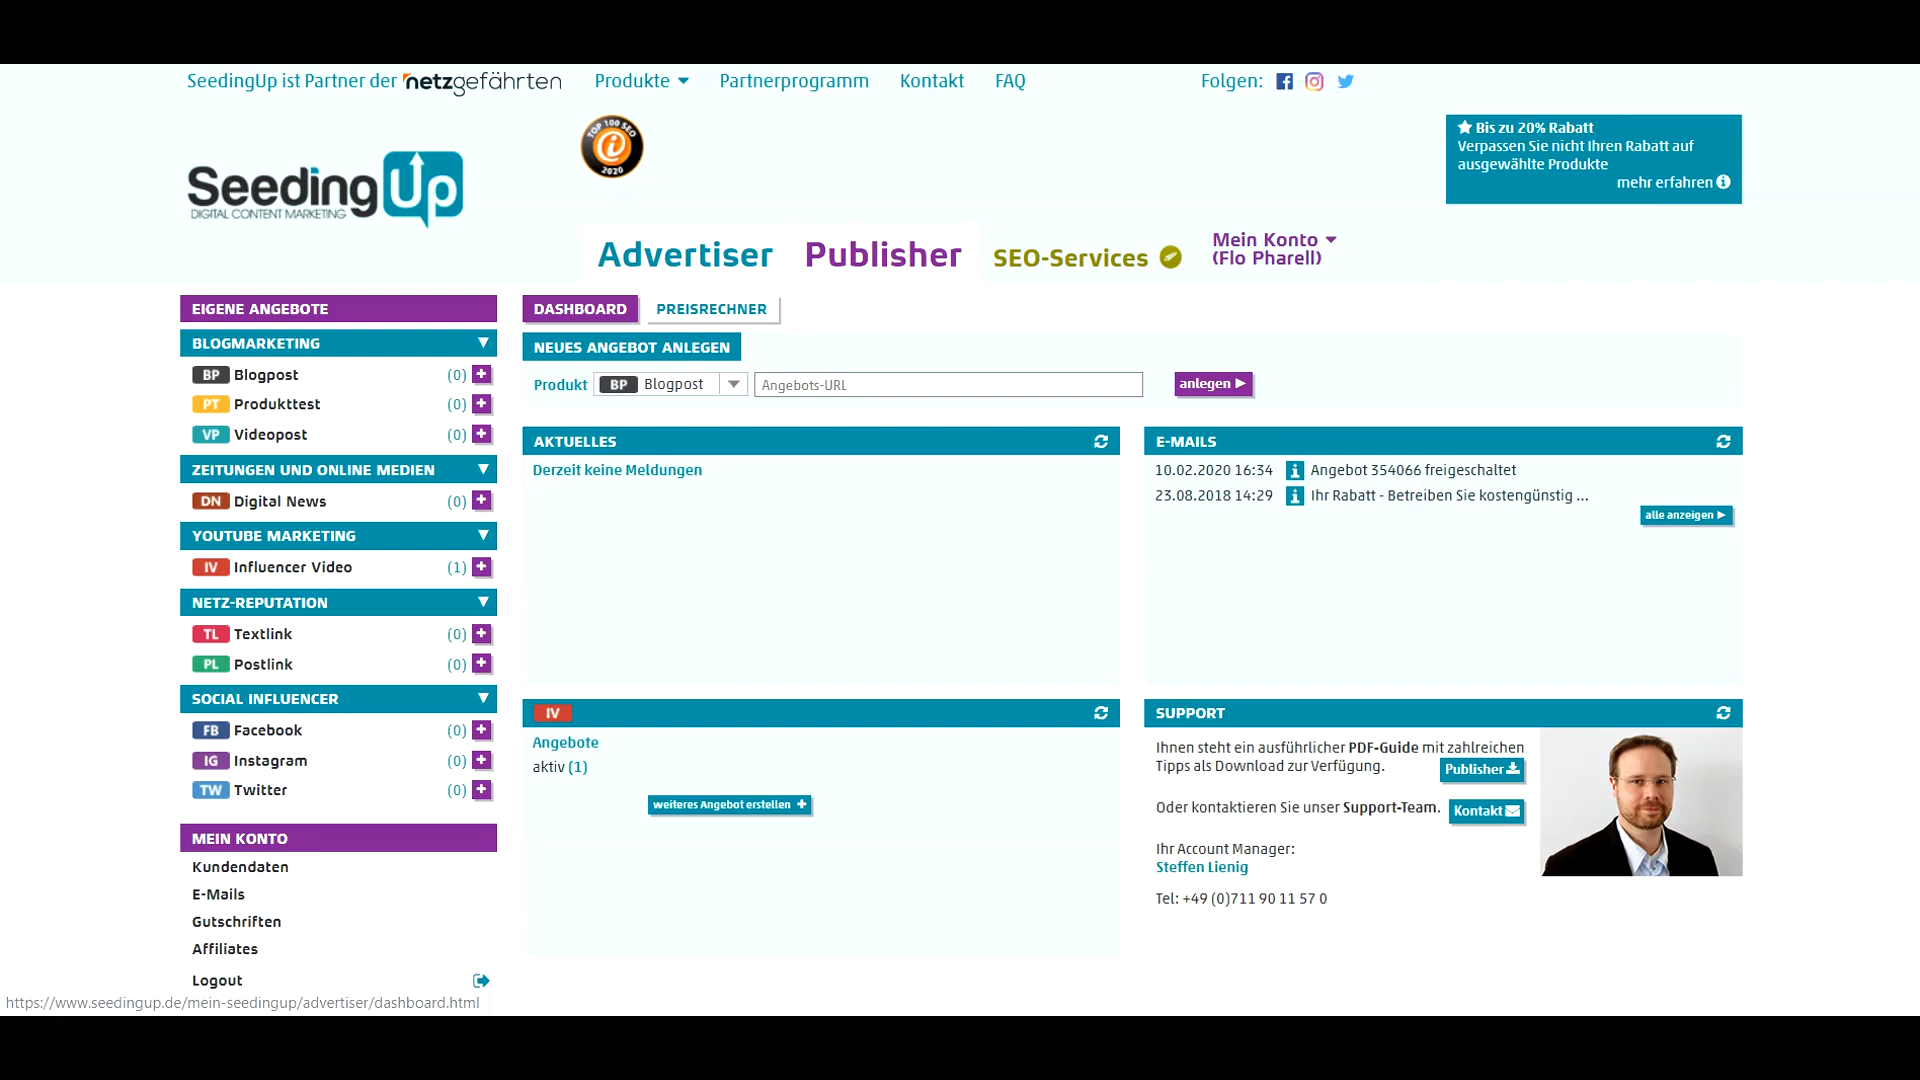 SeedingUp ist Partner der netzgefährten
Produkte
Partnerprogramm
Kontakt
FAQ
Folgen:
TOP 100 SEO
2020
Bis zu 20% Rabatt
Verpassen Sie nicht Ihren Rabatt auf
ausgewählte Produkte
mehr erfahren
SeedingUp
DIGITAL CONTENT MARKETING
Advertiser
Publisher
SEO-Services
Mein Konto
(Flo Pharell)
EIGENE ANGEBOTE
BLOGMARKETING
BP Blogpost (0) +
PT Produkttest (0) +
VP Videopost (0) +
ZEITUNGEN UND ONLINE MEDIEN
DN Digital News (0) +
YOUTUBE MARKETING
IV Influencer Video (1) +
NETZ-REPUTATION
TL Textlink (0) +
PL Postlink (0) +
SOCIAL INFLUENCER
FB Facebook (0) +
IG Instagram (0) +
TW Twitter (0) +
MEIN KONTO
Kundendaten
E-Mails
Gutschriften
Affiliates
Logout
DASHBOARD
PREISRECHNER
NEUES ANGEBOT ANLEGEN
Produkt BP Blogpost Angebots-URL anlegen
AKTUELLES
Derzeit keine Meldungen
E-MAILS
10.02.2020 16:34 i Angebot 354066 freigeschaltet
23.08.2018 14:29 i Ihr Rabatt - Betreiben Sie kostengünstig ...
alle anzeigen
IV
Angebote
aktiv (1)
weiteres Angebot erstellen +
SUPPORT
Ihnen steht ein ausführlicher PDF-Guide mit zahlreichen
Tipps als Download zur Verfügung.
Publisher
Oder kontaktieren Sie unser Support-Team.
Kontakt
Ihr Account Manager:
Steffen Lienig
Tel: +49 (0)711 90 11 57 0
https://www.seedingup.de/mein-seedingup/advertiser/dashboard.html